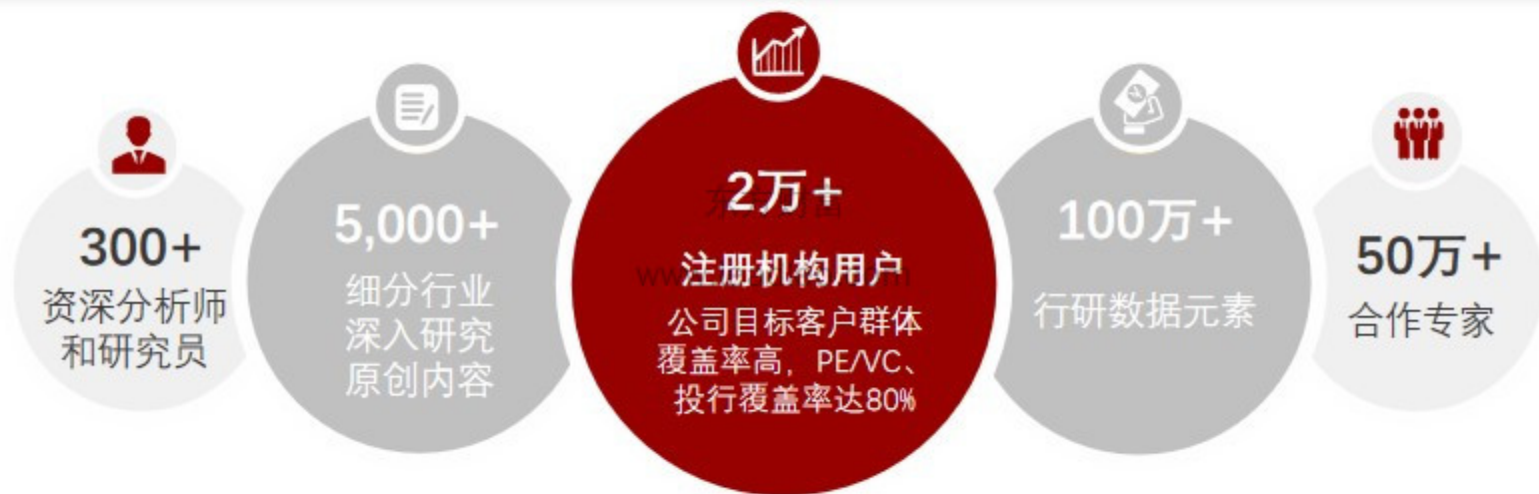 300+
资深分析师
和研究员
5,000+
细分行业
深入研究
原创内容
2万+
注册机构用户
公司目标客户群体
覆盖率高，PE/VC、
投行覆盖率达80%
100万+
行研数据元素
50万+
合作专家